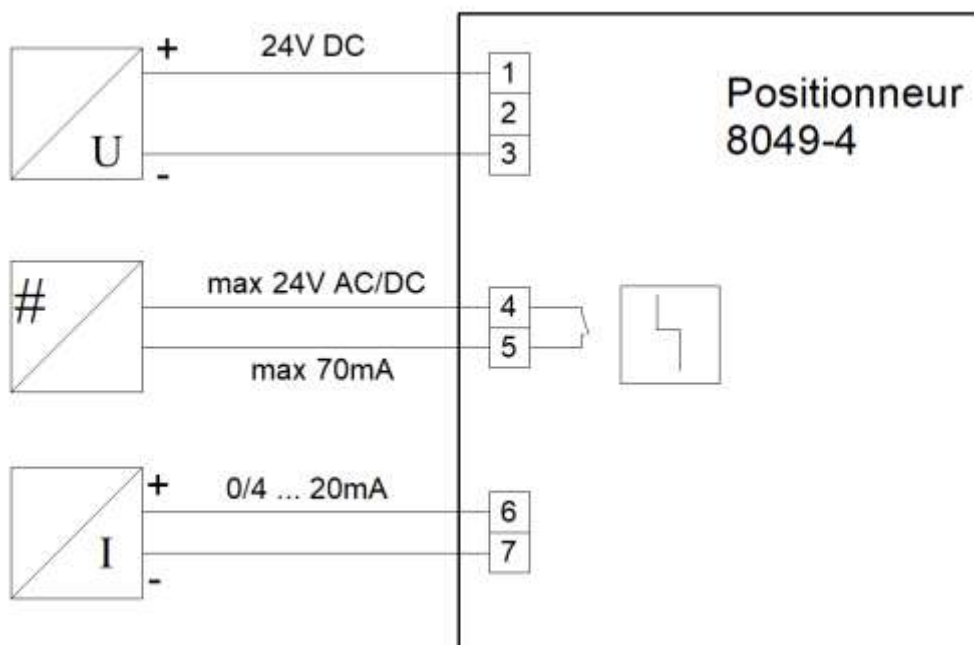 +
24V DC
U
-
1
2
3
Positionneur
8049-4
#
max 24V AC/DC
max 70mA
4
5
+
0/4 ... 20mA
I
-
6
7